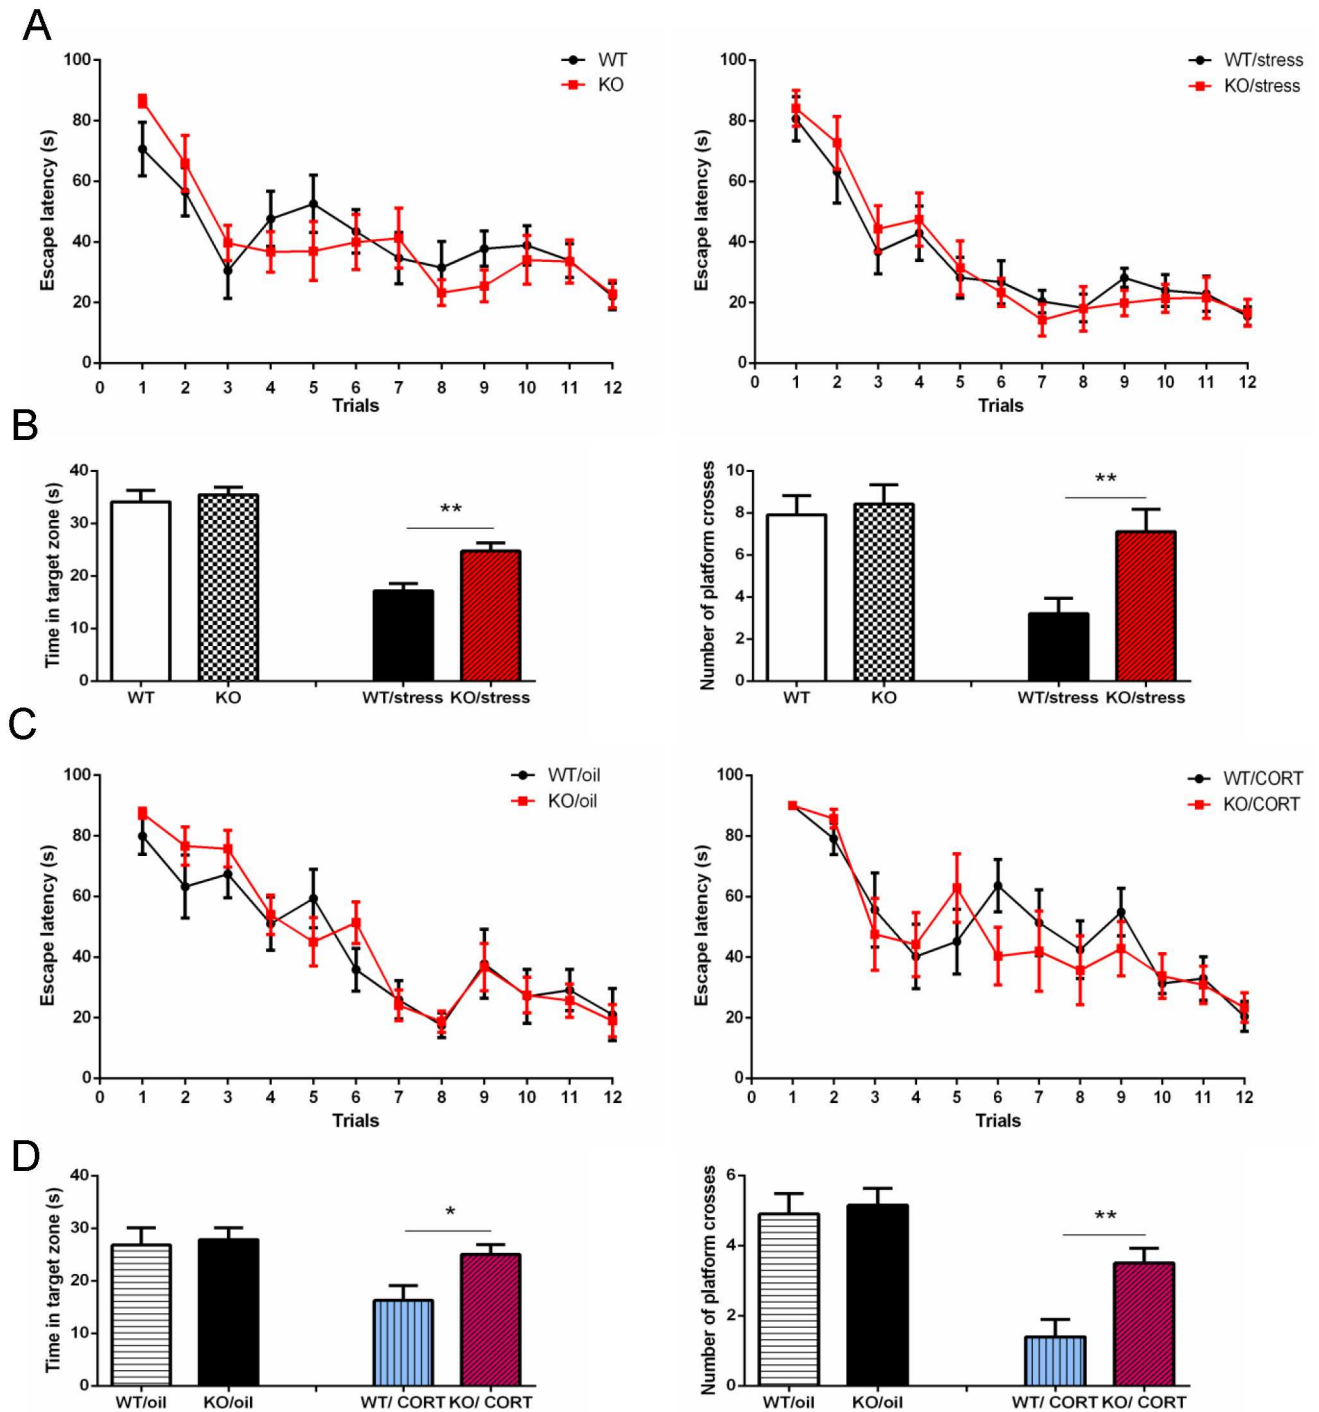 A
100
80
60
40
20
0
Escape latency (s)
0 1 2 3 4 5 6 7 8 9 10 11 12
Trials
WT
KO
100
80
60
40
20
0
Escape latency (s)
0 1 2 3 4 5 6 7 8 9 10 11 12
Trials
WT/stress
KO/stress
B
40
30
20
10
0
Time in target zone (s)
**
WT KO WT/stress KO/stress
10
8
6
4
2
0
Number of platform crosses
**
WT KO WT/stress KO/stress
C
100
80
60
40
20
0
Escape latency (s)
0 1 2 3 4 5 6 7 8 9 10 11 12
Trials
WT/oil
KO/oil
100
80
60
40
20
0
Escape latency (s)
0 1 2 3 4 5 6 7 8 9 10 11 12
Trials
WT/CORT
KO/CORT
D
40
30
20
10
0
Time in target zone (s)
*
WT/oil KO/oil WT/ CORT KO/ CORT
6
4
2
0
Number of platform crosses
**
WT/oil KO/oil WT/ CORT KO/ CORT